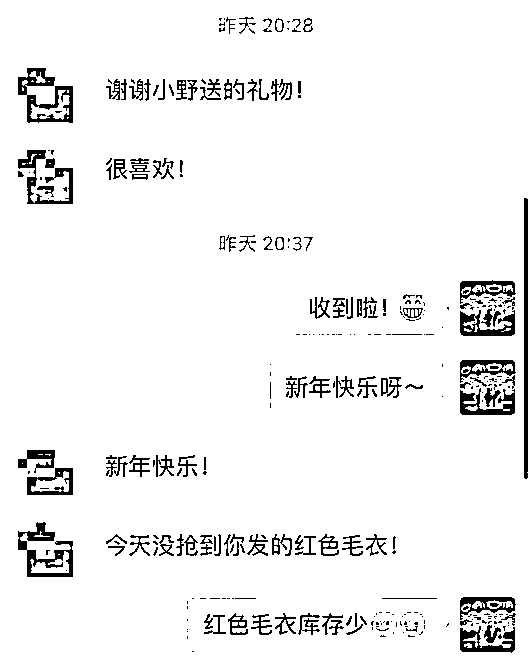 昨天 20:28
谢谢小野送的礼物!
很喜欢!
昨天 20:37
收到啦! 😁
新年快乐呀～
新年快乐!
今天没抢到你发的红色毛衣!
红色毛衣库存少